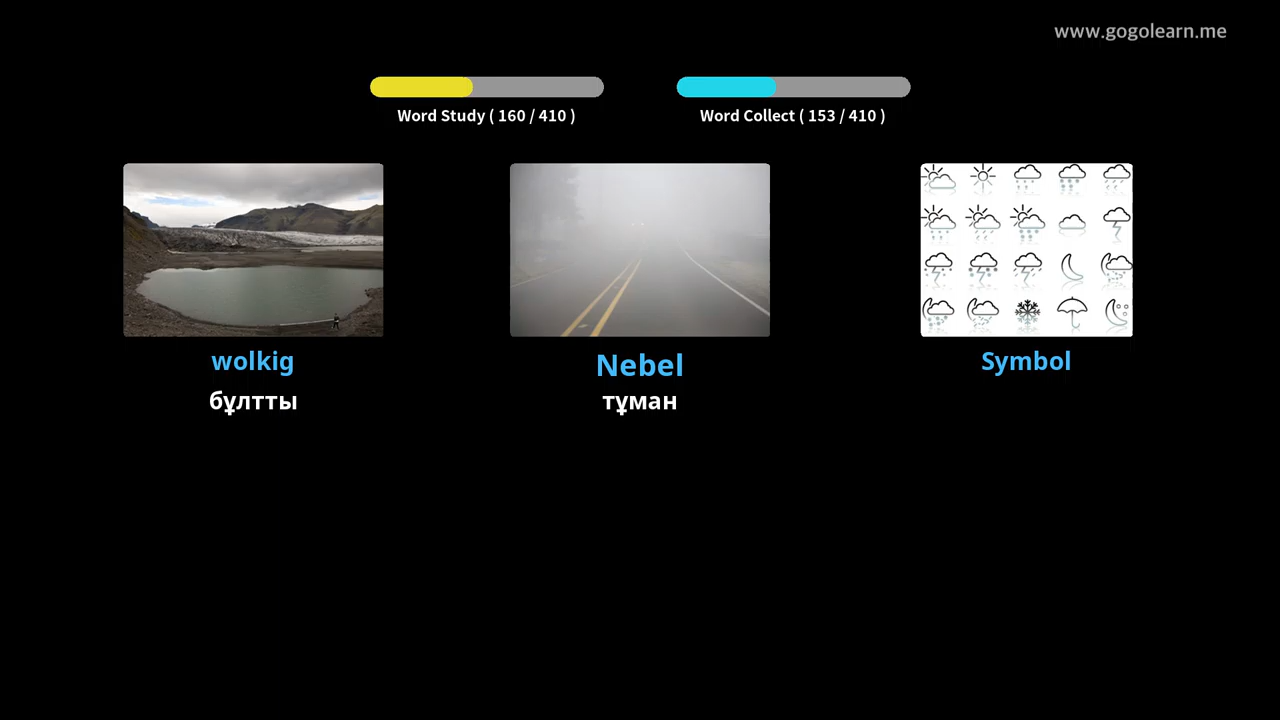 www.gogolearn.me
Word Study ( 160 / 410 )
Word Collect ( 153 / 410 )
wolkig
бұлтты
Nebel
тұман
Symbol